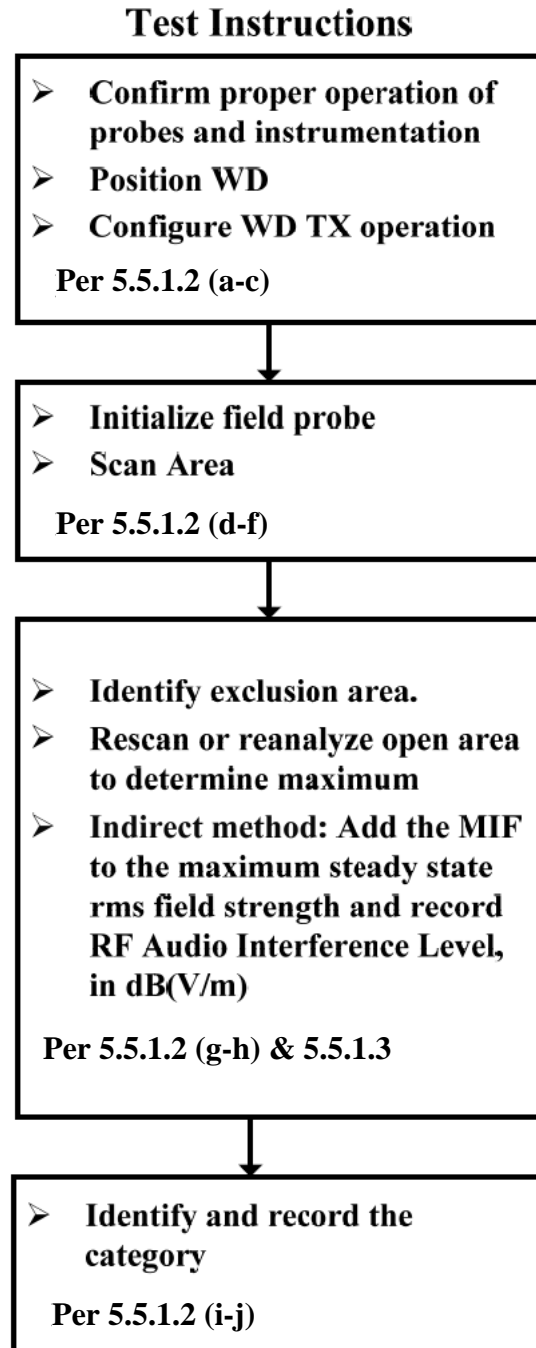 Test Instructions
➢ Confirm proper operation of
probes and instrumentation
➢ Position WD
➢ Configure WD TX operation
Per 5.5.1.2 (a-c)
➢ Initialize field probe
➢ Scan Area
Per 5.5.1.2 (d-f)
➢ Identify exclusion area.
➢ Rescan or reanalyze open area
to determine maximum
➢ Indirect method: Add the MIF
to the maximum steady state
rms field strength and record
RF Audio Interference Level,
in dB(V/m)
Per 5.5.1.2 (g-h) & 5.5.1.3
➢ Identify and record the
category
Per 5.5.1.2 (i-j)